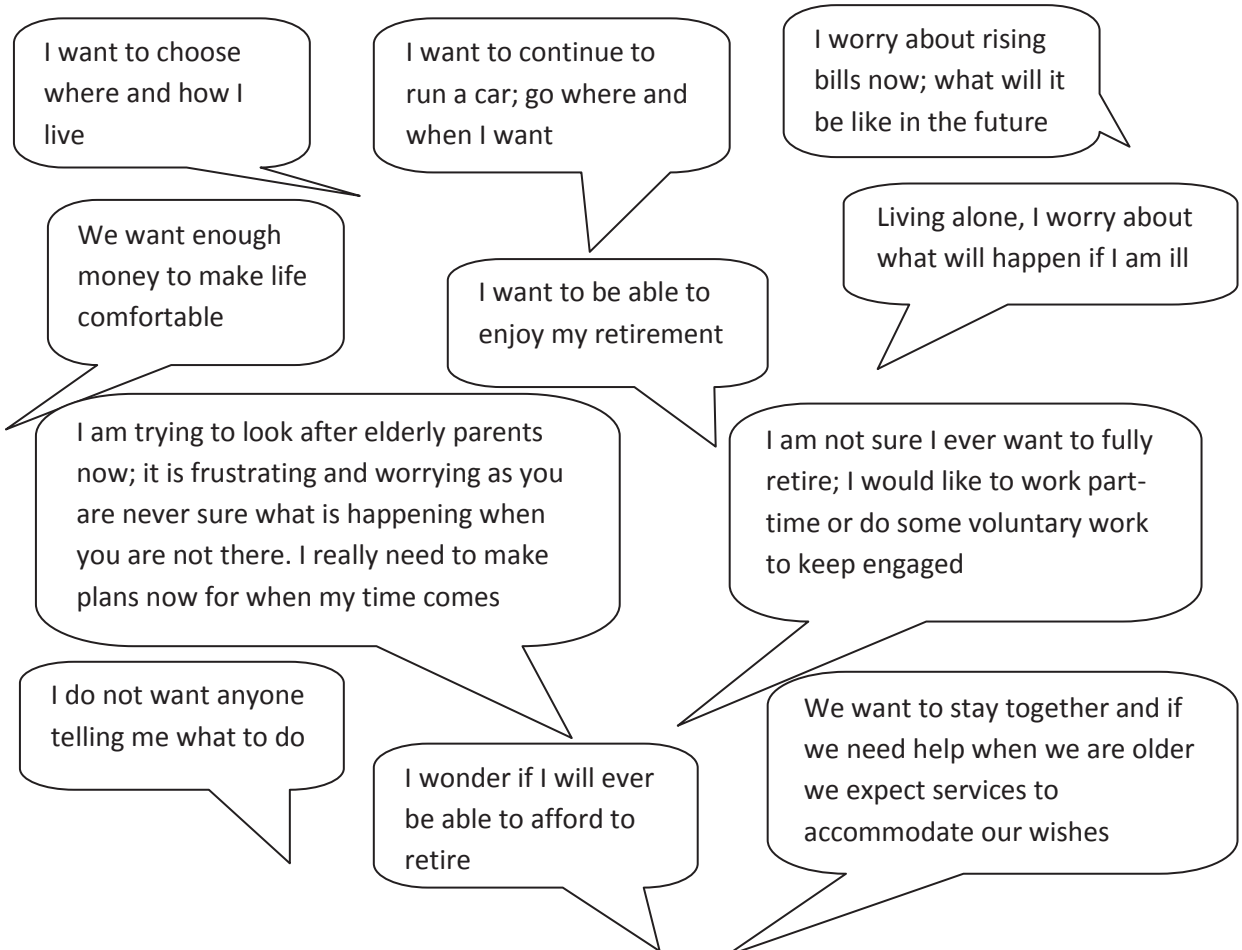 I want to choose
where and how I
live
I want to continue to
run a car; go where and
when I want
I worry about rising
bills now; what will it
be like in the future
We want enough
money to make life
comfortable
I want to be able to
enjoy my retirement
Living alone, I worry about
what will happen if I am ill
I am trying to look after elderly parents
now; it is frustrating and worrying as you
are never sure what is happening when
you are not there. I really need to make
plans now for when my time comes
I am not sure I ever want to fully
retire; I would like to work part-
time or do some voluntary work
to keep engaged
I do not want anyone
telling me what to do
I wonder if I will ever
be able to afford to
retire
We want to stay together and if
we need help when we are older
we expect services to
accommodate our wishes